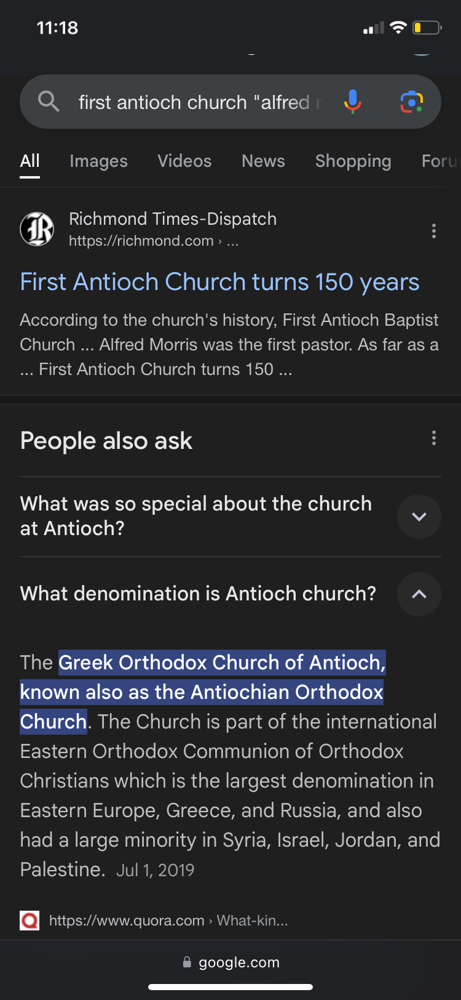 11:18
first antioch church "alfred
All Images Videos News Shopping Foru
Richmond Times-Dispatch
https://richmond.com › ...
First Antioch Church turns 150 years
According to the church's history, First Antioch Baptist
Church ... Alfred Morris was the first pastor. As far as a
... First Antioch Church turns 150 ...
People also ask
What was so special about the church
at Antioch?
What denomination is Antioch church?
The Greek Orthodox Church of Antioch,
known also as the Antiochian Orthodox
Church. The Church is part of the international
Eastern Orthodox Communion of Orthodox
Christians which is the largest denomination in
Eastern Europe, Greece, and Russia, and also
had a large minority in Syria, Israel, Jordan, and
Palestine. Jul 1, 2019
https://www.quora.com › What-kin...
google.com